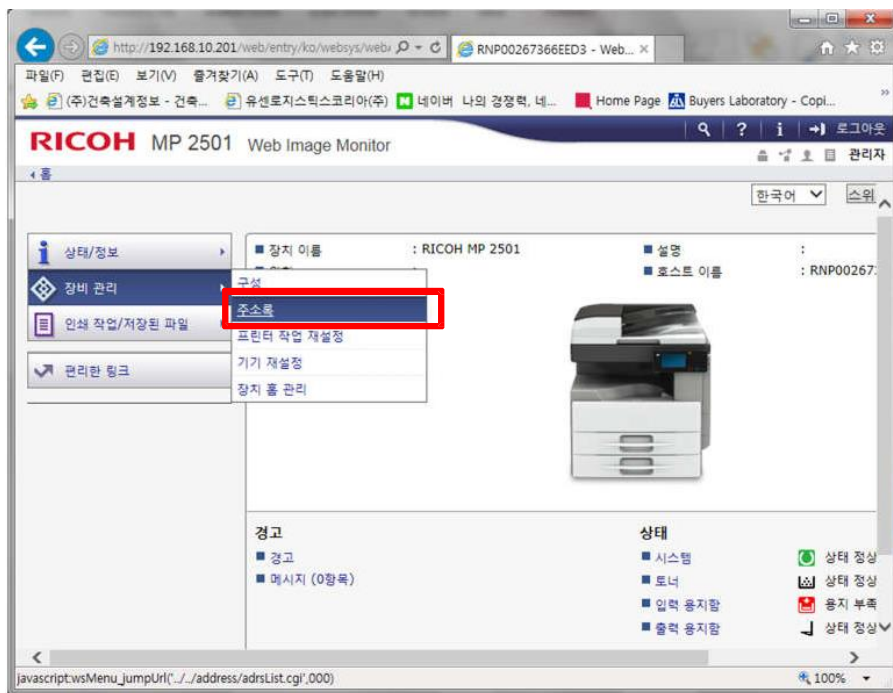 http://192.168.10.201/web/entry/ko/websys/web
RNP00267366EED3 - Web...
파일(F) 편집(E) 보기(V) 즐겨찾기(A) 도구(T) 도움말(H)
(주)건축설계정보 - 건축... 유센로지스틱스코리아(주) 네이버 나의 경쟁력, 네... Home Page Buyers Laboratory - Copi... »
RICOH MP 2501 Web Image Monitor
? i 로그아웃
관리자
홈
한국어 스위
상태/정보
장비 관리
인쇄 작업/저장된 파일
편리한 링크
구성
주소록
프린터 작업 재설정
기기 재설정
장치 홈 관리
장치 이름 : RICOH MP 2501
설명 :
호스트 이름 : RNP00267
경고
경고
메시지 (0항목)
상태
시스템 상태 정상
토너 상태 정상
입력 용지함 용지 부족
출력 용지함 상태 정상
javascript:wsMenu_jumpUrl('../../address/adrsList.cgi',000)
100%